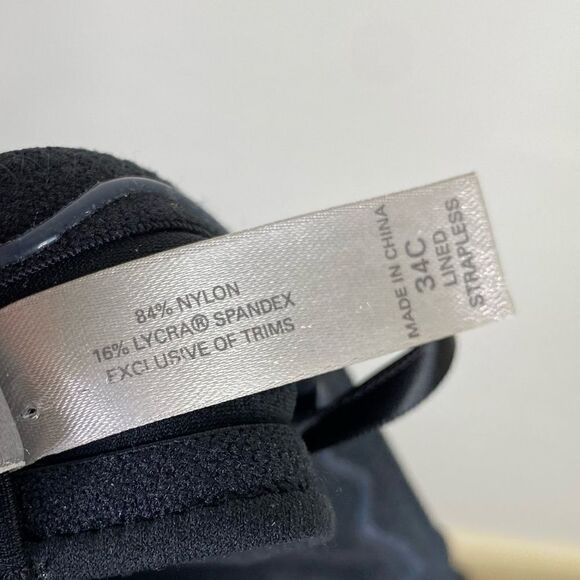 84% NYLON
16% LYCRA® SPANDEX
EXCLUSIVE OF TRIMS
MADE IN CHINA
34C
LINED
STRAPLESS